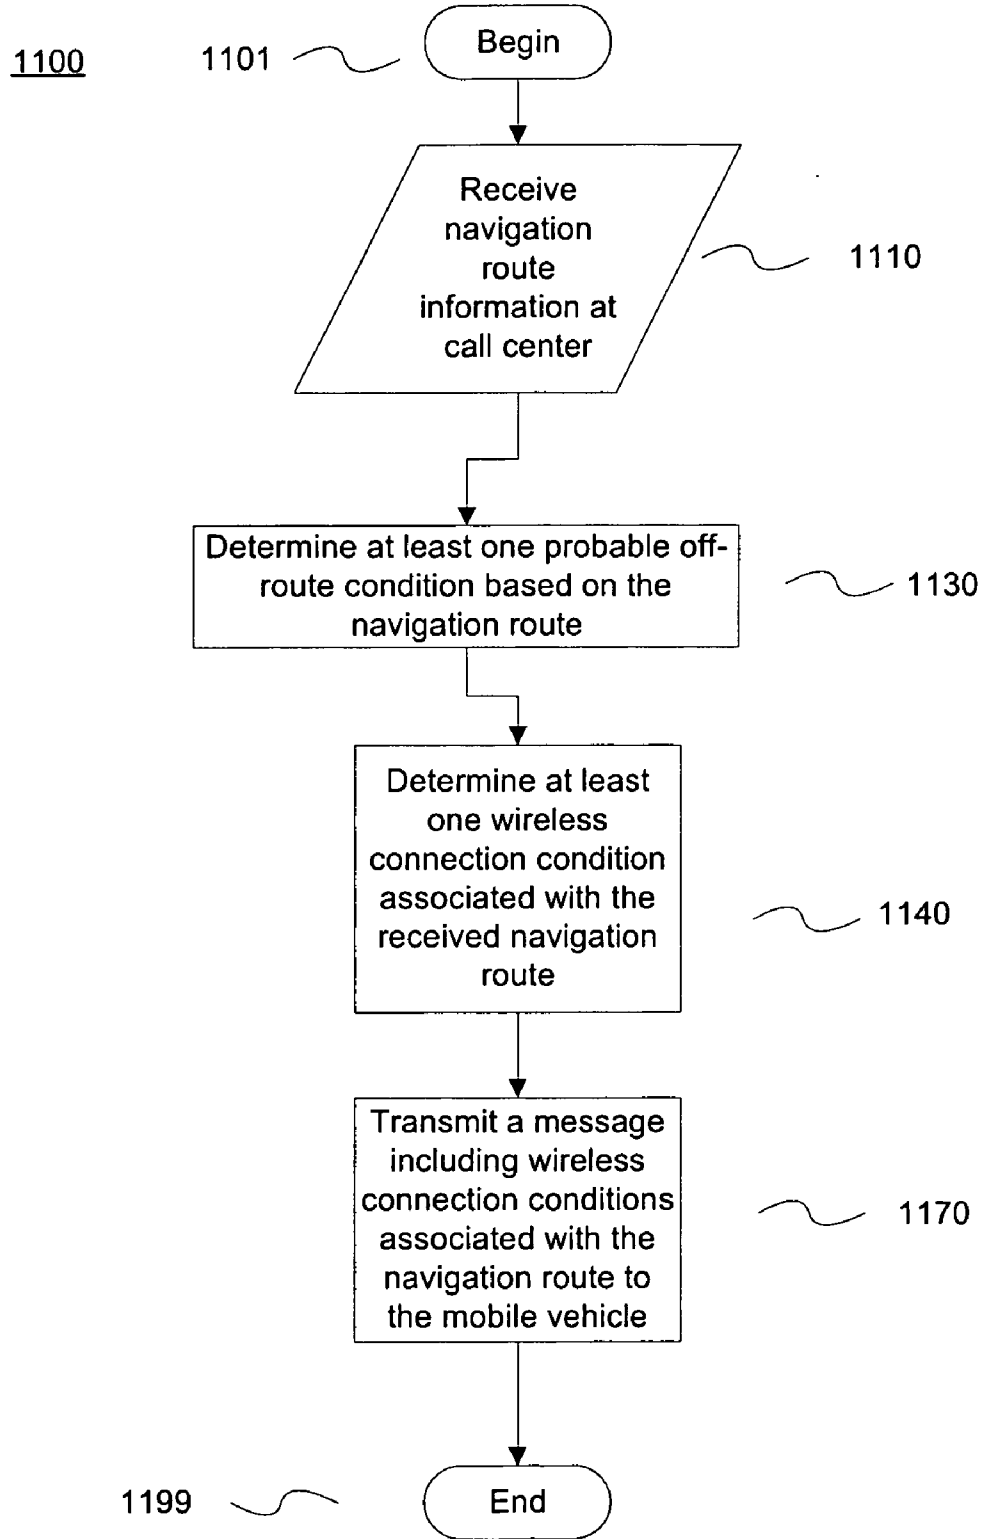 Begin
1100
1101
Receive
navigation
route
information at
call center
1110
Determine at least one probable off-
route condition based on the
navigation route
1130
Determine at least
one wireless
connection condition
associated with the
received navigation
route
1140
Transmit a message
including wireless
connection conditions
associated with the
navigation route to
the mobile vehicle
1170
1199
End